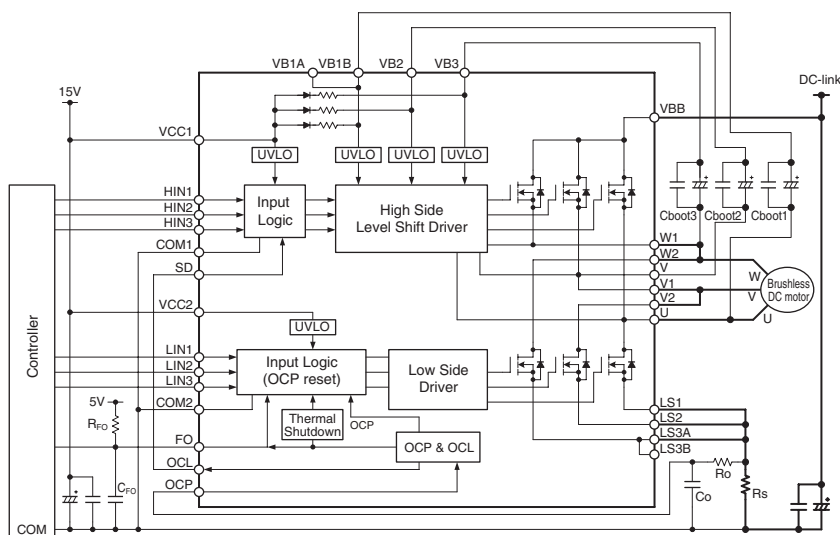 VB1A VB1B VB2 VB3
DC-link
15V
VBB
VCC1
UVLO UVLO UVLO UVLO
HIN1
HIN2
HIN3
Input
Logic
High Side
Level Shift Driver
Cboot3 Cboot2 Cboot1
COM1
SD
W1
W2
V
V1
V2
U
W
V
U
Brushless
DC motor
VCC2
UVLO
Controller
LIN1
LIN2
LIN3
Input Logic
(OCP reset)
Low Side
Driver
5V
RFO
COM2
Thermal
Shutdown
OCP
LS1
LS2
LS3A
LS3B
FO
OCP & OCL
OCL
CFO
OCP
Ro
Co
Rs
COM